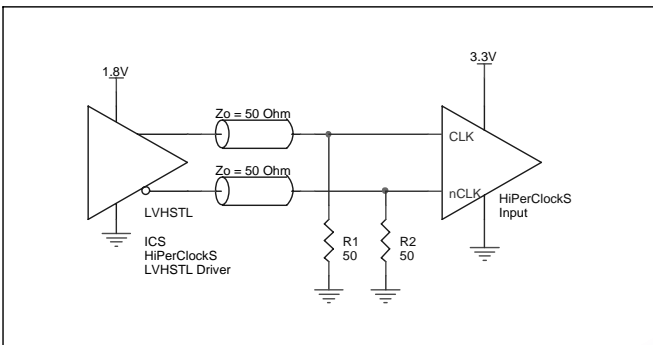 1.8V
3.3V
Zo = 50 Ohm
CLK
Zo = 50 Ohm
nCLK
HiPerClockS
Input
LVHSTL
ICS
HiPerClockS
LVHSTL Driver
R1
50
R2
50